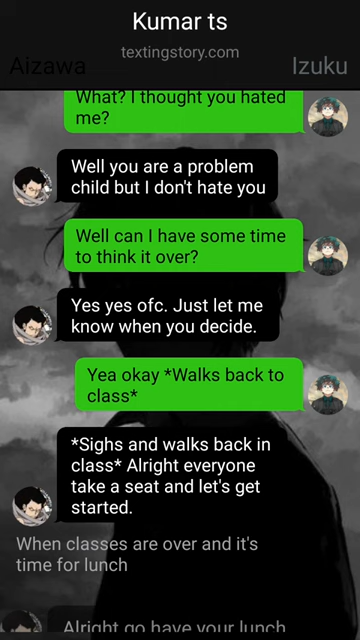 Kumar ts
textingstory.com
Aizawa
Izuku
What? I thought you hated
me?
Well you are a problem
child but I don't hate you
Well can I have some time
to think it over?
Yes yes ofc. Just let me
know when you decide.
Yea okay *Walks back to
class*
*Sighs and walks back in
class* Alright everyone
take a seat and let's get
started.
When classes are over and it's
time for lunch
Alright go have your lunch